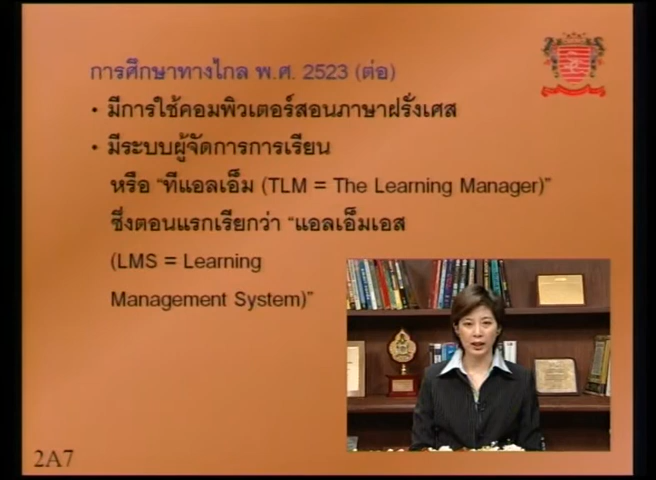 การศึกษาทางไกล พ.ศ. 2523 (ต่อ)
• มีการใช้คอมพิวเตอร์สอนภาษาฝรั่งเศส
• มีระบบผู้จัดการการเรียน
หรือ "ทีแอลเอ็ม (TLM = The Learning Manager)"
ซึ่งตอนแรกเรียกว่า "แอลเอ็มเอส
(LMS = Learning
Management System)"
2A7